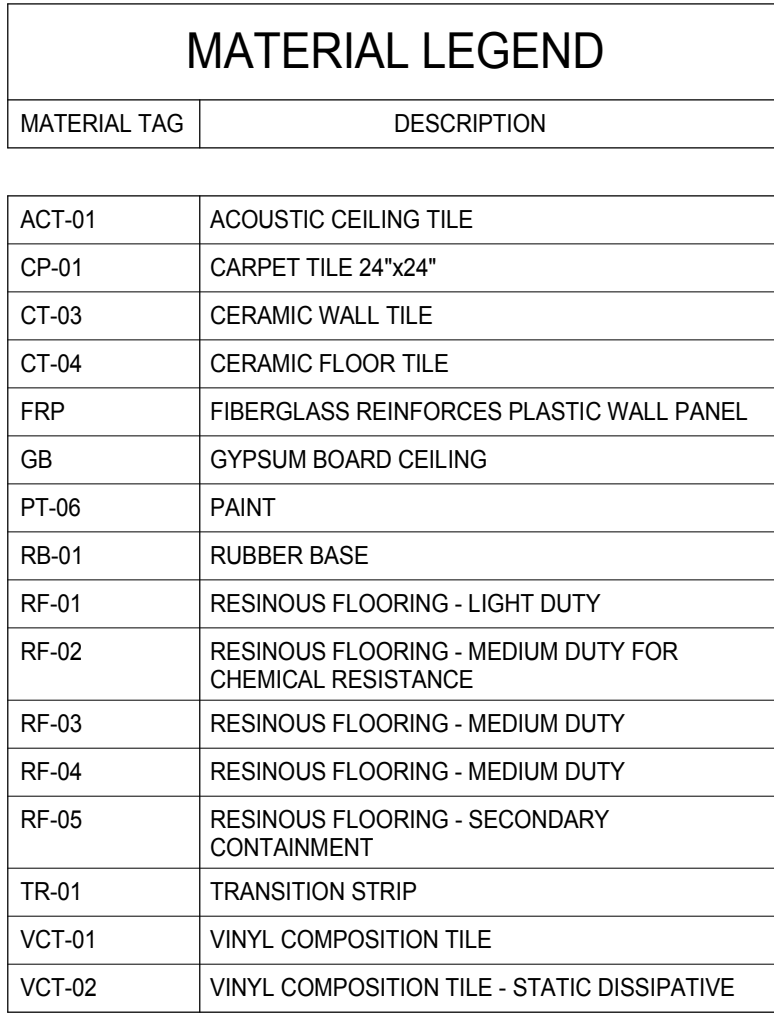 MATERIAL LEGEND
MATERIAL TAG DESCRIPTION
ACT-01 ACOUSTIC CEILING TILE
CP-01 CARPET TILE 24"x24"
CT-03 CERAMIC WALL TILE
CT-04 CERAMIC FLOOR TILE
FRP FIBERGLASS REINFORCES PLASTIC WALL PANEL
GB GYPSUM BOARD CEILING
PT-06 PAINT
RB-01 RUBBER BASE
RF-01 RESINOUS FLOORING - LIGHT DUTY
RF-02 RESINOUS FLOORING - MEDIUM DUTY FOR
CHEMICAL RESISTANCE
RF-03 RESINOUS FLOORING - MEDIUM DUTY
RF-04 RESINOUS FLOORING - MEDIUM DUTY
RF-05 RESINOUS FLOORING - SECONDARY
CONTAINMENT
TR-01 TRANSITION STRIP
VCT-01 VINYL COMPOSITION TILE
VCT-02 VINYL COMPOSITION TILE - STATIC DISSIPATIVE